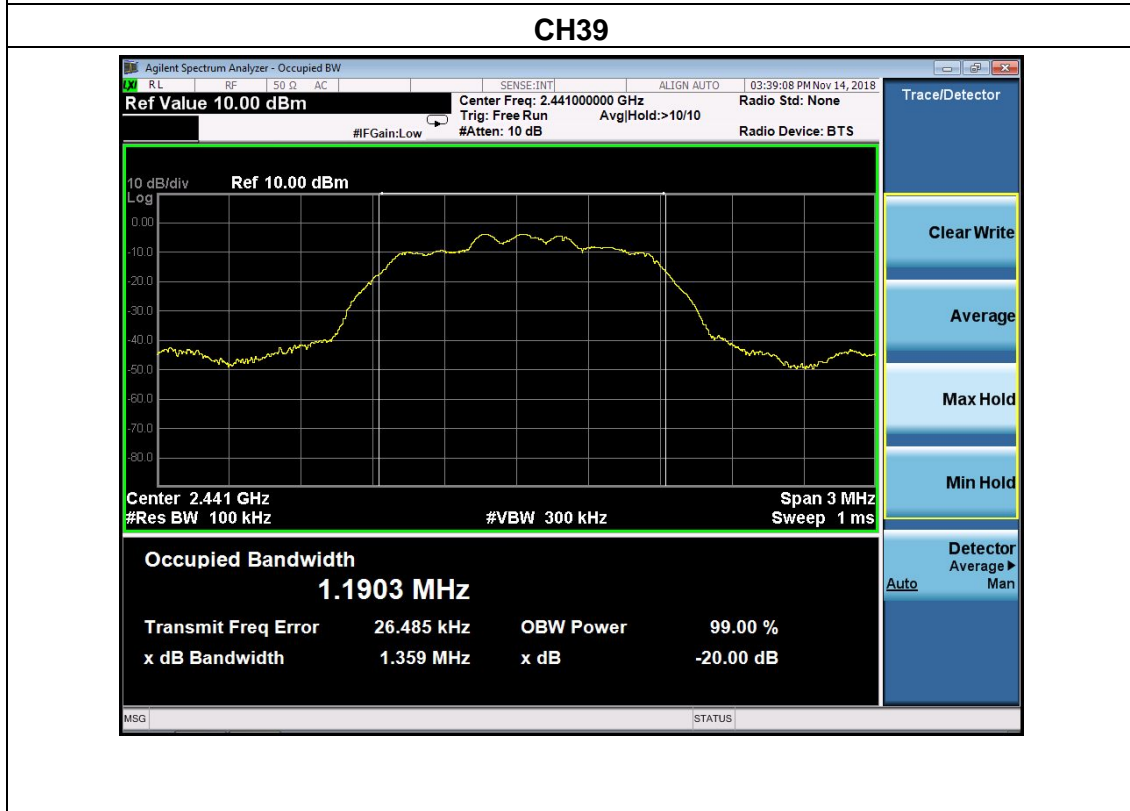 CH39
Agilent Spectrum Analyzer - Occupied BW
LXI RL RF 50 Ω AC SENSE:INT ALIGN AUTO 03:39:08 PM Nov 14, 2018
Ref Value 10.00 dBm
Center Freq: 2.441000000 GHz Radio Std: None
Trig: Free Run Avg|Hold:>10/10
#IFGain:Low #Atten: 10 dB Radio Device: BTS
10 dB/div Ref 10.00 dBm
Log
0.00
-10.0
-20.0
-30.0
-40.0
-50.0
-60.0
-70.0
-80.0
Center 2.441 GHz Span 3 MHz
#Res BW 100 kHz #VBW 300 kHz Sweep 1 ms
Occupied Bandwidth
1.1903 MHz
Transmit Freq Error 26.485 kHz OBW Power 99.00 %
x dB Bandwidth 1.359 MHz x dB -20.00 dB
MSG STATUS
Trace/Detector
Clear Write
Average
Max Hold
Min Hold
Detector
Average
Auto Man